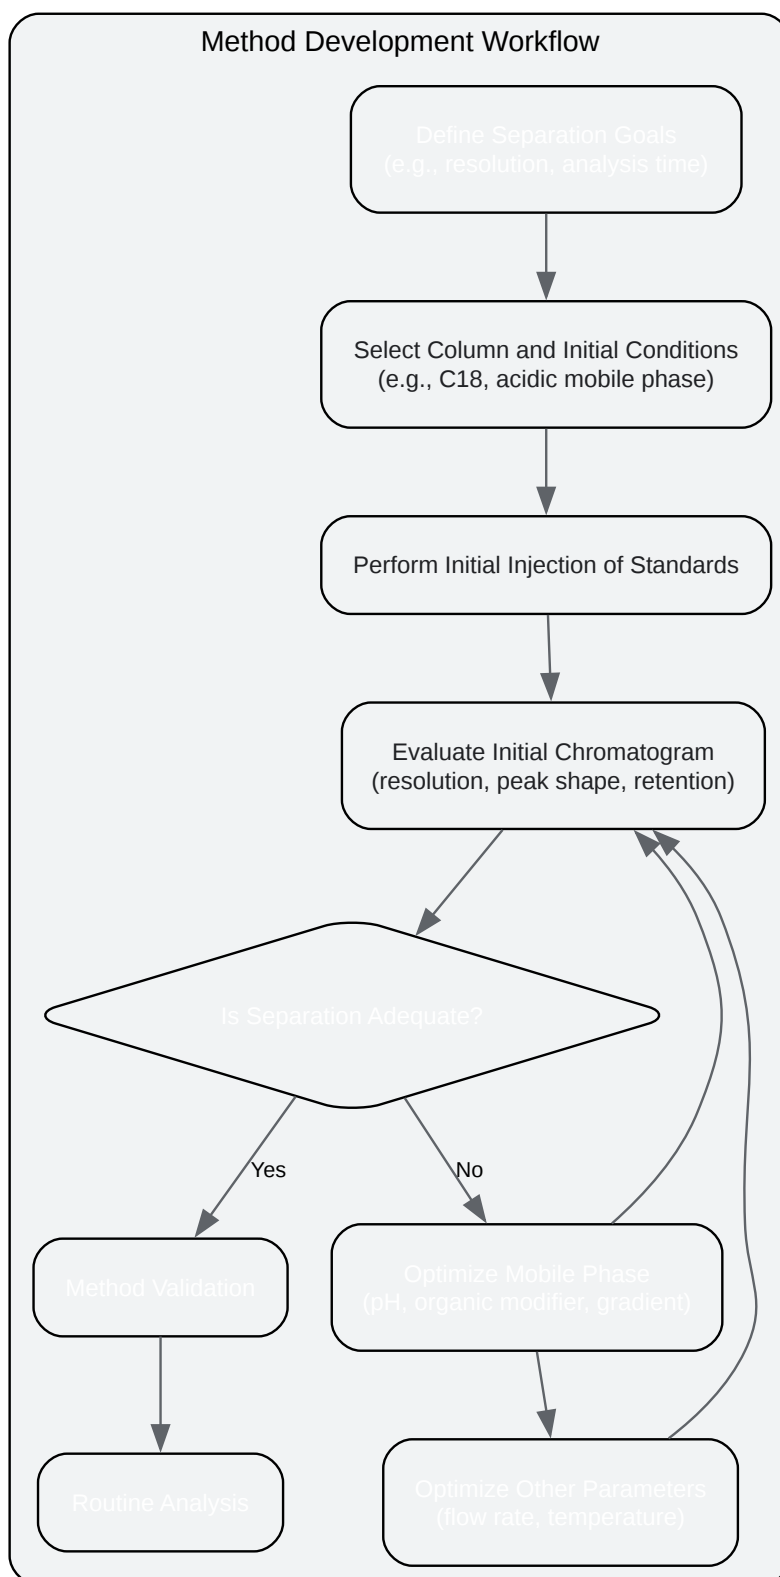 Method Development Workflow
Define Separation Goals
(e.g., resolution, analysis time)
Select Column and Initial Conditions
(e.g., C18, acidic mobile phase)
Perform Initial Injection of Standards
Evaluate Initial Chromatogram
(resolution, peak shape, retention)
Is Separation Adequate?
Yes
No
Method Validation
Optimize Mobile Phase
(pH, organic modifier, gradient)
Routine Analysis
Optimize Other Parameters
(flow rate, temperature)